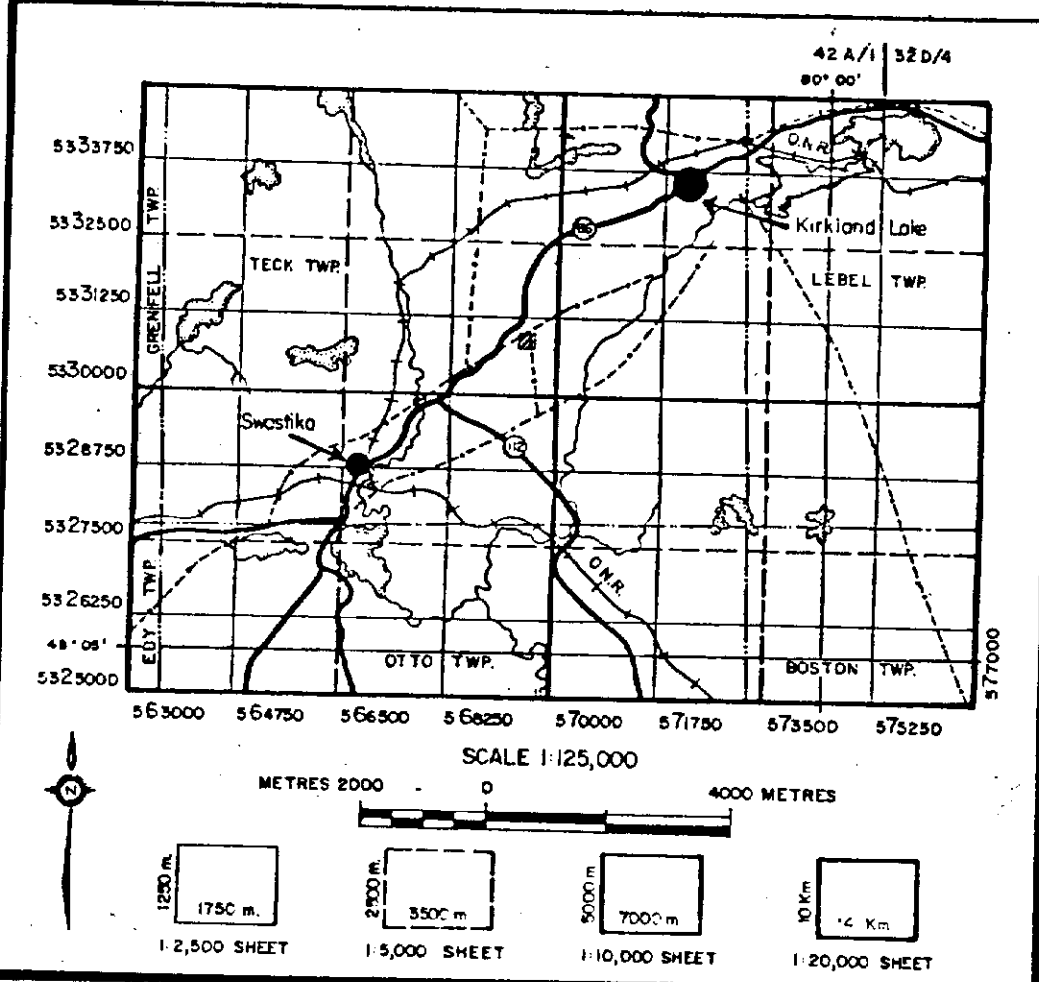 42 A/1 32 D/4
80° 00'
5333750
O.N.R.
5332500
GRENFELL TWP.
TECK TWP.
86
Kirkland Lake
LEBEL TWP.
5331250
5330000
Swastika
5328750
112
5327500
O.N.R.
5326250
EBY TWP.
48° 05'
OTTO TWP.
BOSTON TWP.
5325000
577000
563000 564750 566500 568250 570000 571750 573500 575250
SCALE 1:125,000
METRES 2000 0 4000 METRES
N
1250 m.
1750 m.
2500 m
3500 m
5000 m
7000 m
10 Km
14 Km
1:2,500 SHEET 1:5,000 SHEET 1:10,000 SHEET 1:20,000 SHEET